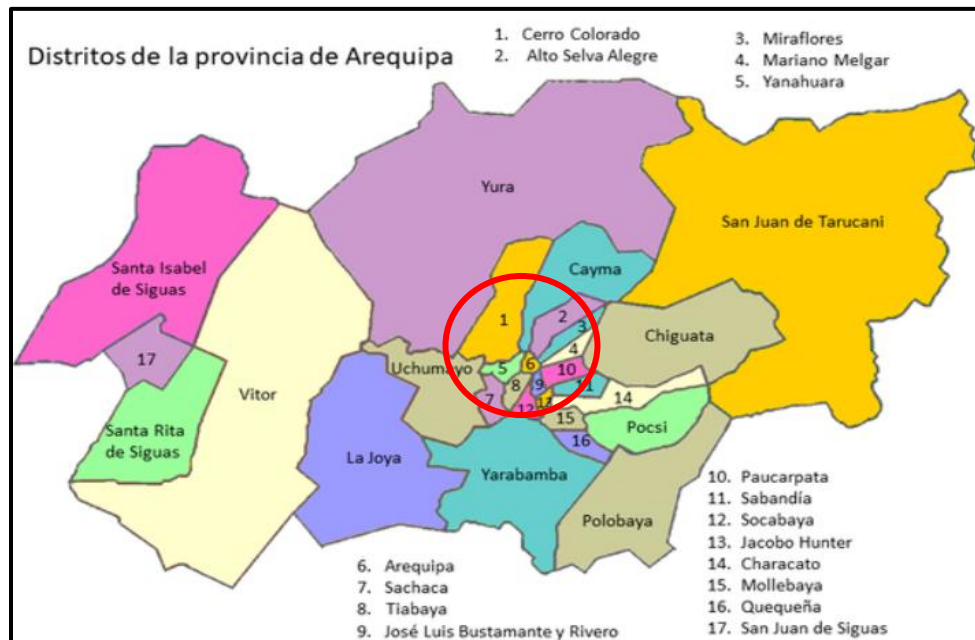 Distritos de la provincia de Arequipa
1. Cerro Colorado
2. Alto Selva Alegre
3. Miraflores
4. Mariano Melgar
5. Yanahuara
Yura
San Juan de Tarucani
Santa Isabel
de Siguas
Cayma
1
2
3
4
Chiguata
17
Uchumayo
5
6
10
Vitor
8
9
11
7
12
13
14
15
Santa Rita
de Siguas
Pocsi
16
La Joya
Yarabamba
Polobaya
6. Arequipa
7. Sachaca
8. Tiabaya
9. José Luis Bustamante y Rivero
10. Paucarpata
11. Sabandía
12. Socabaya
13. Jacobo Hunter
14. Characato
15. Mollebaya
16. Quequeña
17. San Juan de Siguas